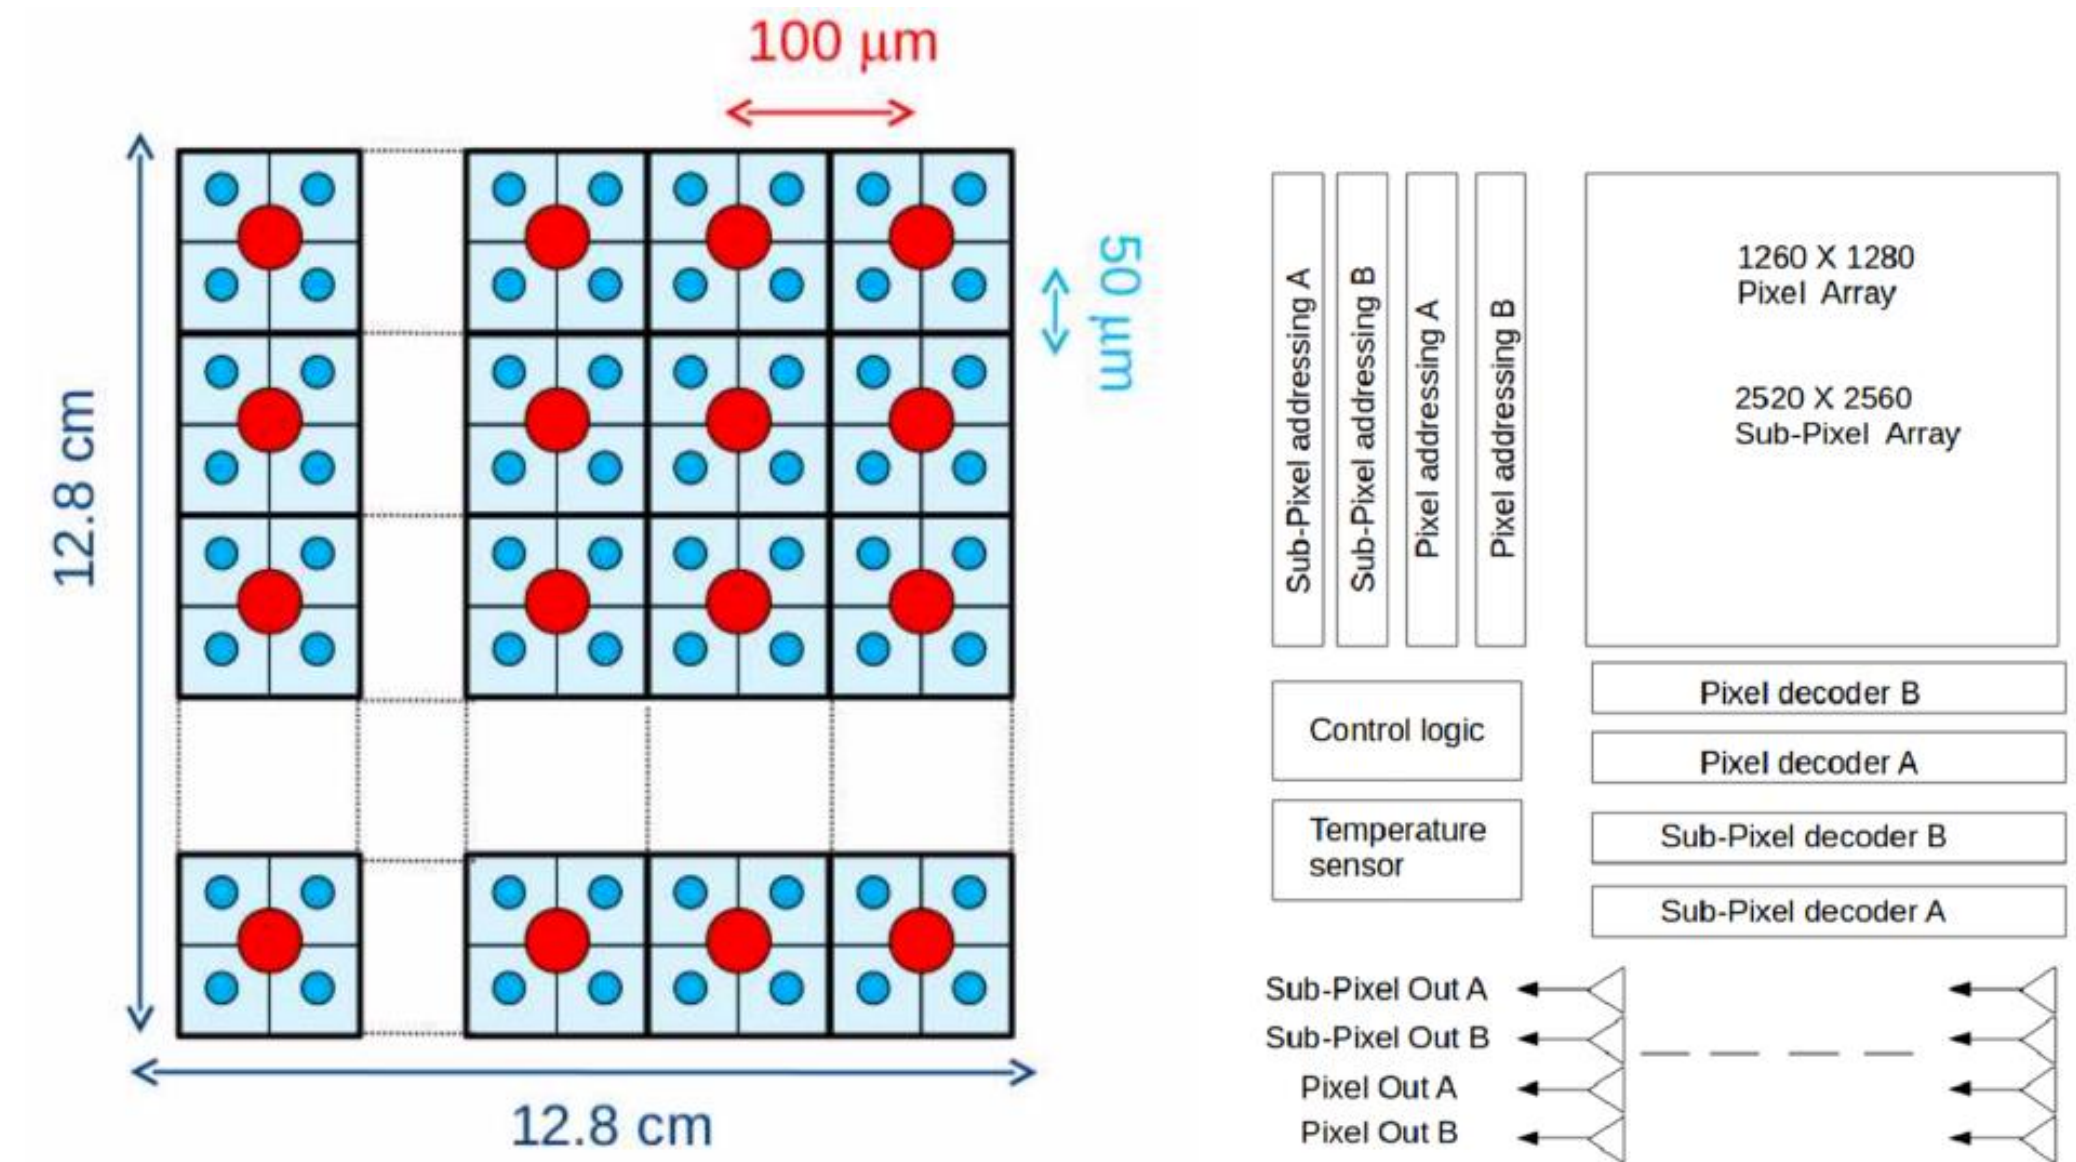 100 µm
50 µm
12.8 cm
12.8 cm
Sub-Pixel addressing A
Sub-Pixel addressing B
Pixel addressing A
Pixel addressing B
1260 X 1280
Pixel Array
2520 X 2560
Sub-Pixel Array
Control logic
Temperature
sensor
Pixel decoder B
Pixel decoder A
Sub-Pixel decoder B
Sub-Pixel decoder A
Sub-Pixel Out A
Sub-Pixel Out B
Pixel Out A
Pixel Out B